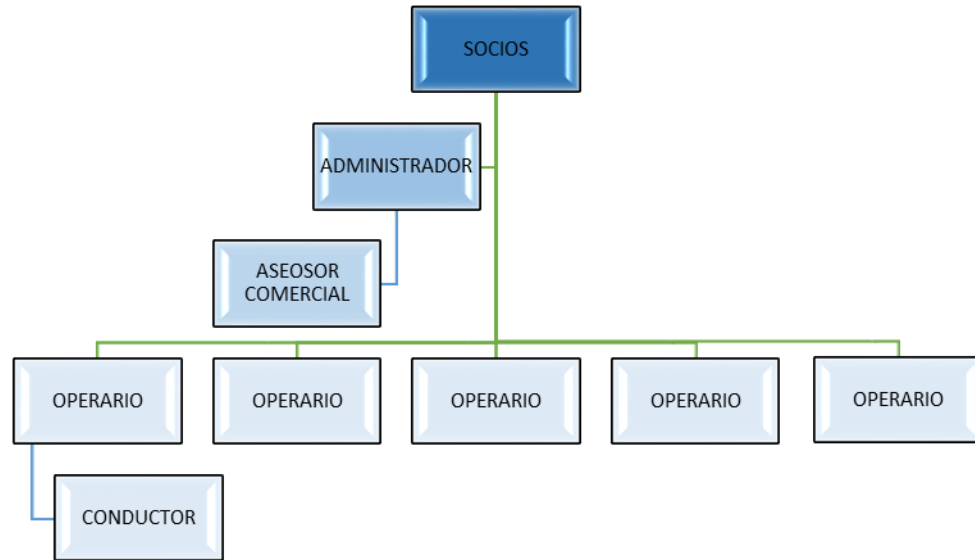 SOCIOS
ADMINISTRADOR
ASEOSOR
COMERCIAL
OPERARIO
OPERARIO
OPERARIO
OPERARIO
OPERARIO
CONDUCTOR